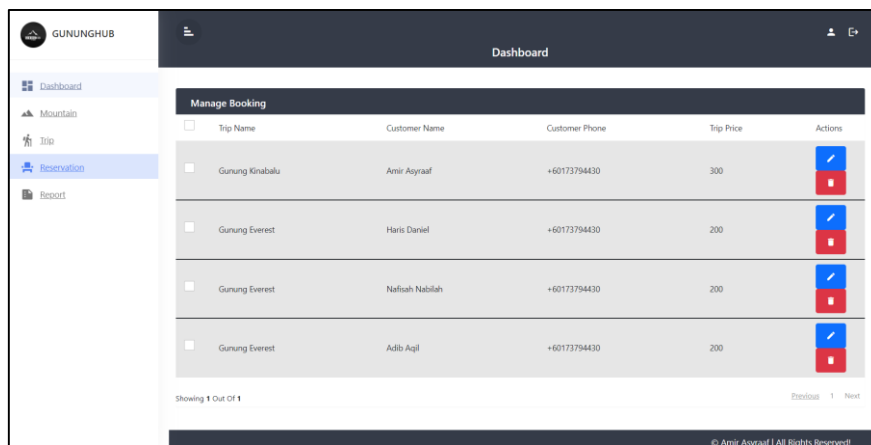 GUNUNGHUB
Dashboard
Dashboard
Mountain
Trip
Reservation
Report
Manage Booking
Trip Name Customer Name Customer Phone Trip Price Actions
Gunung Kinabalu Amir Asyraaf +60173794430 300
Gunung Everest Haris Daniel +60173794430 200
Gunung Everest Nafisah Nabilah +60173794430 200
Gunung Everest Adib Aqil +60173794430 200
Showing 1 Out Of 1 Previous 1 Next
© Amir Asyraaf | All Rights Reserved!